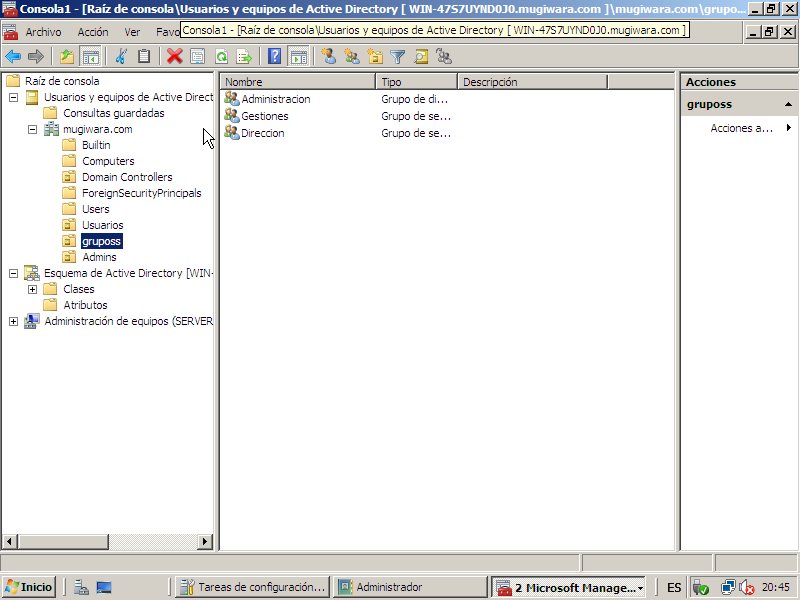 Consola1 - [Raíz de consola\Usuarios y equipos de Active Directory [ WIN-47S7UYND0J0.mugiwara.com ]\mugiwara.com\grupo...
Archivo Acción Ver Favo
Consola1 - [Raíz de consola\Usuarios y equipos de Active Directory [ WIN-47S7UYND0J0.mugiwara.com ]
Raíz de consola
Usuarios y equipos de Active Direct
Consultas guardadas
mugiwara.com
Builtin
Computers
Domain Controllers
ForeignSecurityPrincipals
Users
Usuarios
gruposs
Admins
Esquema de Active Directory [WIN-
Clases
Atributos
Administración de equipos (SERVER
Nombre Tipo Descripción
Administracion Grupo de di...
Gestiones Grupo de se...
Direccion Grupo de se...
Acciones
gruposs
Acciones a...
Inicio Tareas de configuración... Administrador 2 Microsoft Manage... ES 20:45